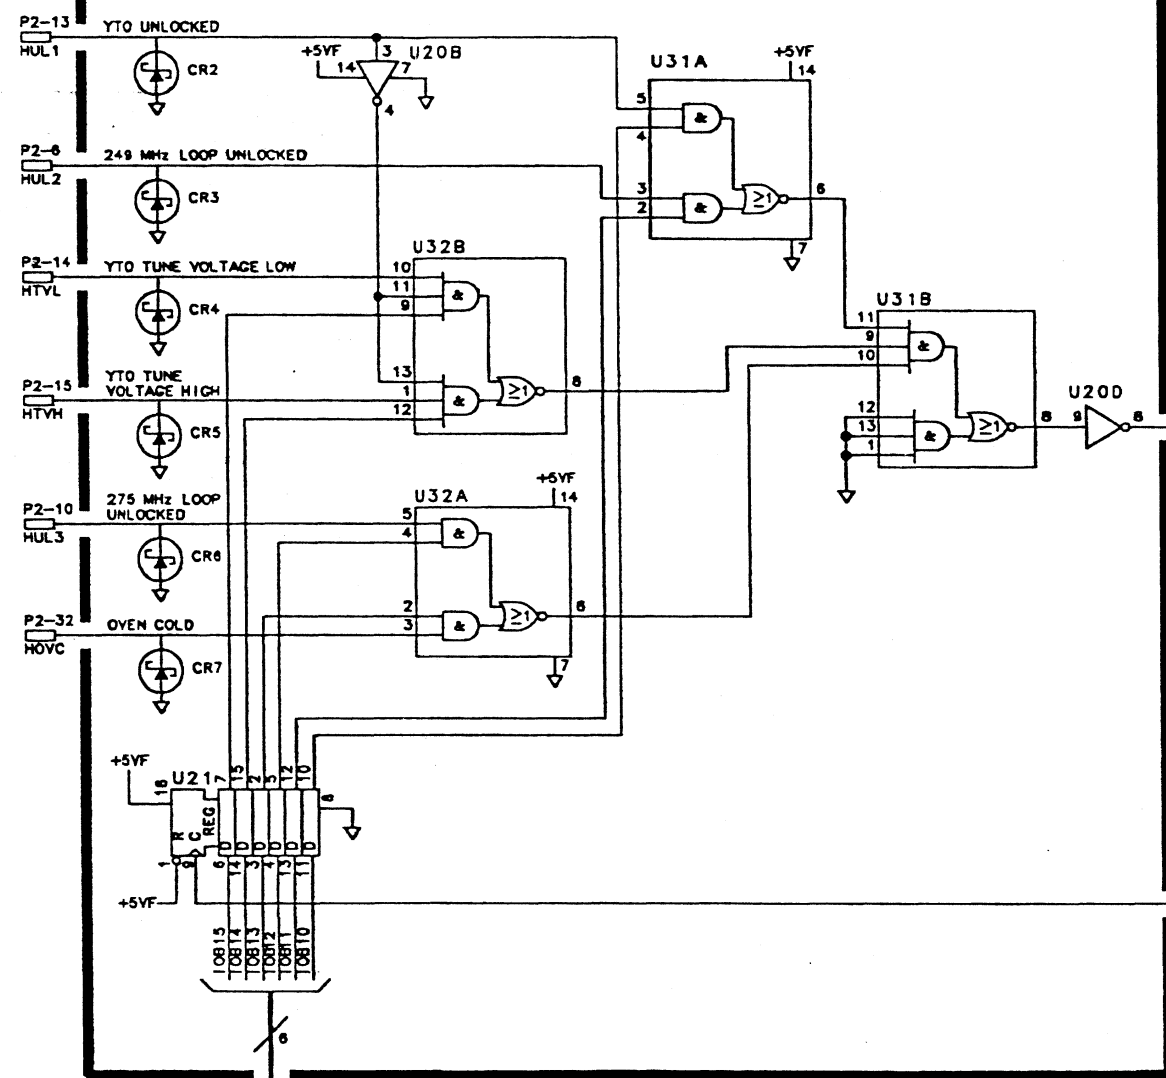 P2-13
YTO UNLOCKED
HUL1
CR2
+5VF
3
U20B
14
7
4
U31A
+5VF
14
5
&
4
3
&
2
≥1
6
7
P2-6
249 MHz LOOP UNLOCKED
HUL2
CR3
U32B
P2-14
YTO TUNE VOLTAGE LOW
HTVL
CR4
10
11
&
9
13
1
&
12
≥1
8
P2-15
YTO TUNE
VOLTAGE HIGH
HTVH
CR5
U31B
11
9
&
10
12
13
&
1
≥1
8
U20D
9
8
P2-10
275 MHz LOOP
UNLOCKED
HUL3
CR6
U32A
+5VF
14
5
&
4
2
&
3
≥1
6
7
P2-32
OVEN COLD
HOVC
CR7
+5VF
16
U21
7
15
2
5
12
10
8
R
C
REG
D
D
D
D
D
D
1
9
6
14
3
4
13
11
+5VF
IOB15
IOB14
IOB13
IOB12
IOB11
IOB10
6